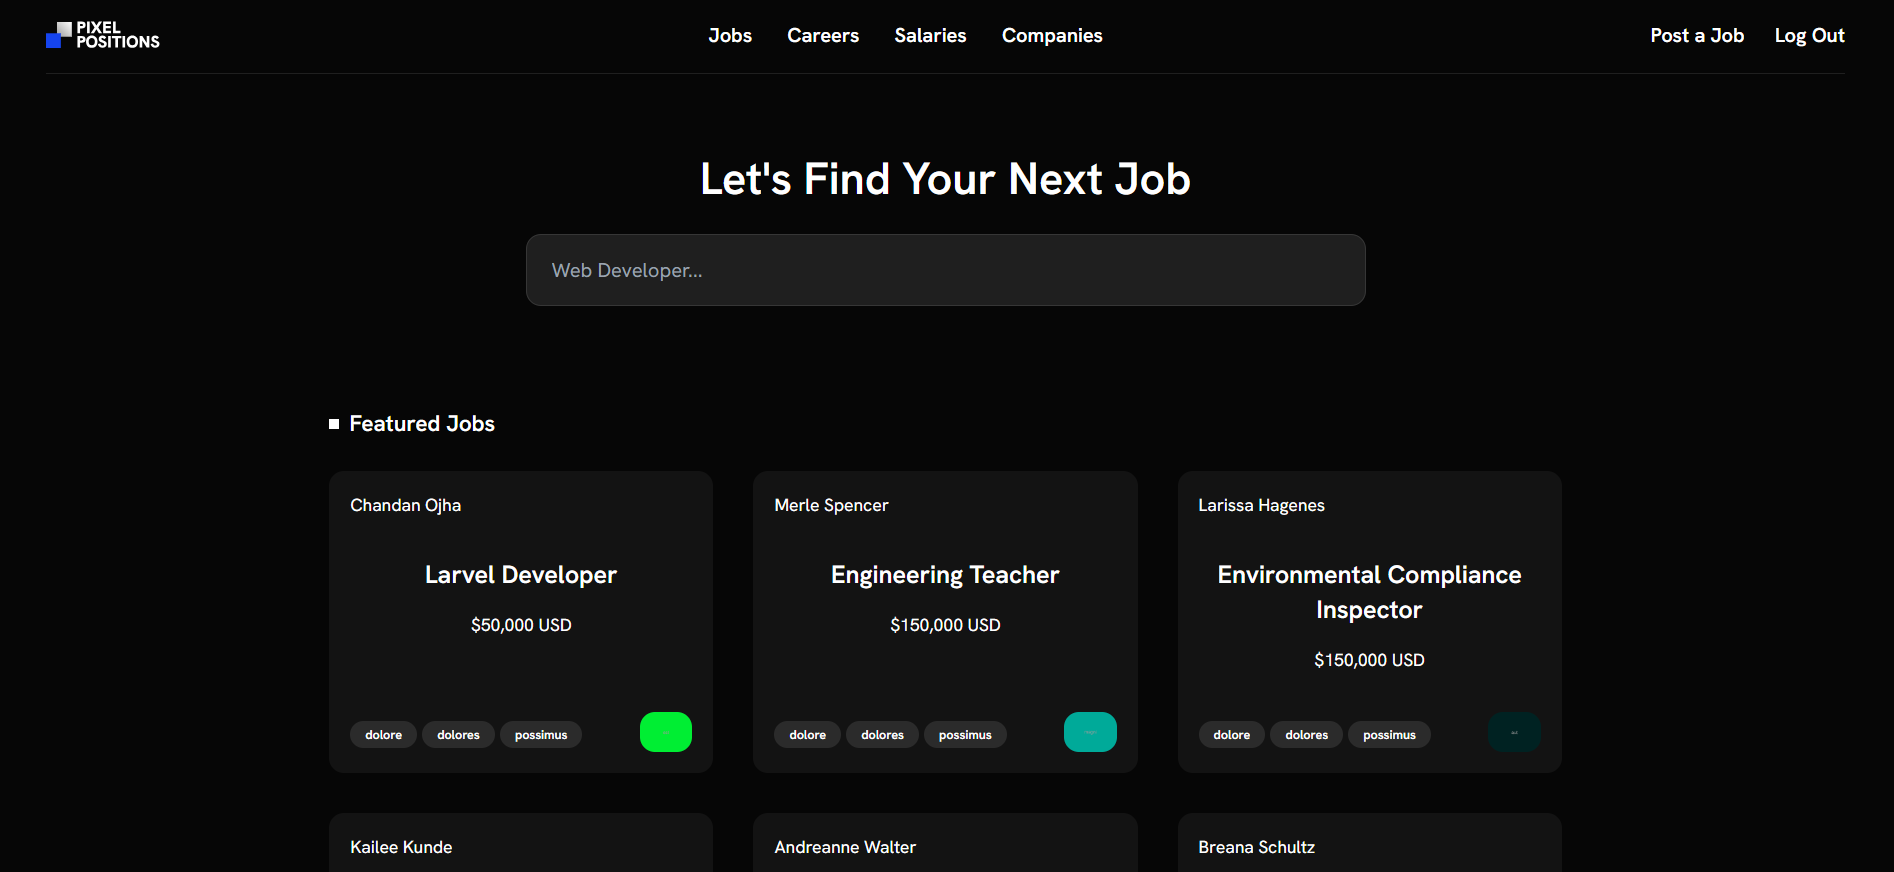 PIXEL
POSITIONS
Jobs Careers Salaries Companies
Post a Job Log Out
Let's Find Your Next Job
Web Developer...
Featured Jobs
Chandan Ojha
Larvel Developer
$50,000 USD
dolore dolores possimus
Merle Spencer
Engineering Teacher
$150,000 USD
dolore dolores possimus
Larissa Hagenes
Environmental Compliance
Inspector
$150,000 USD
dolore dolores possimus
Kailee Kunde
Andreanne Walter
Breana Schultz